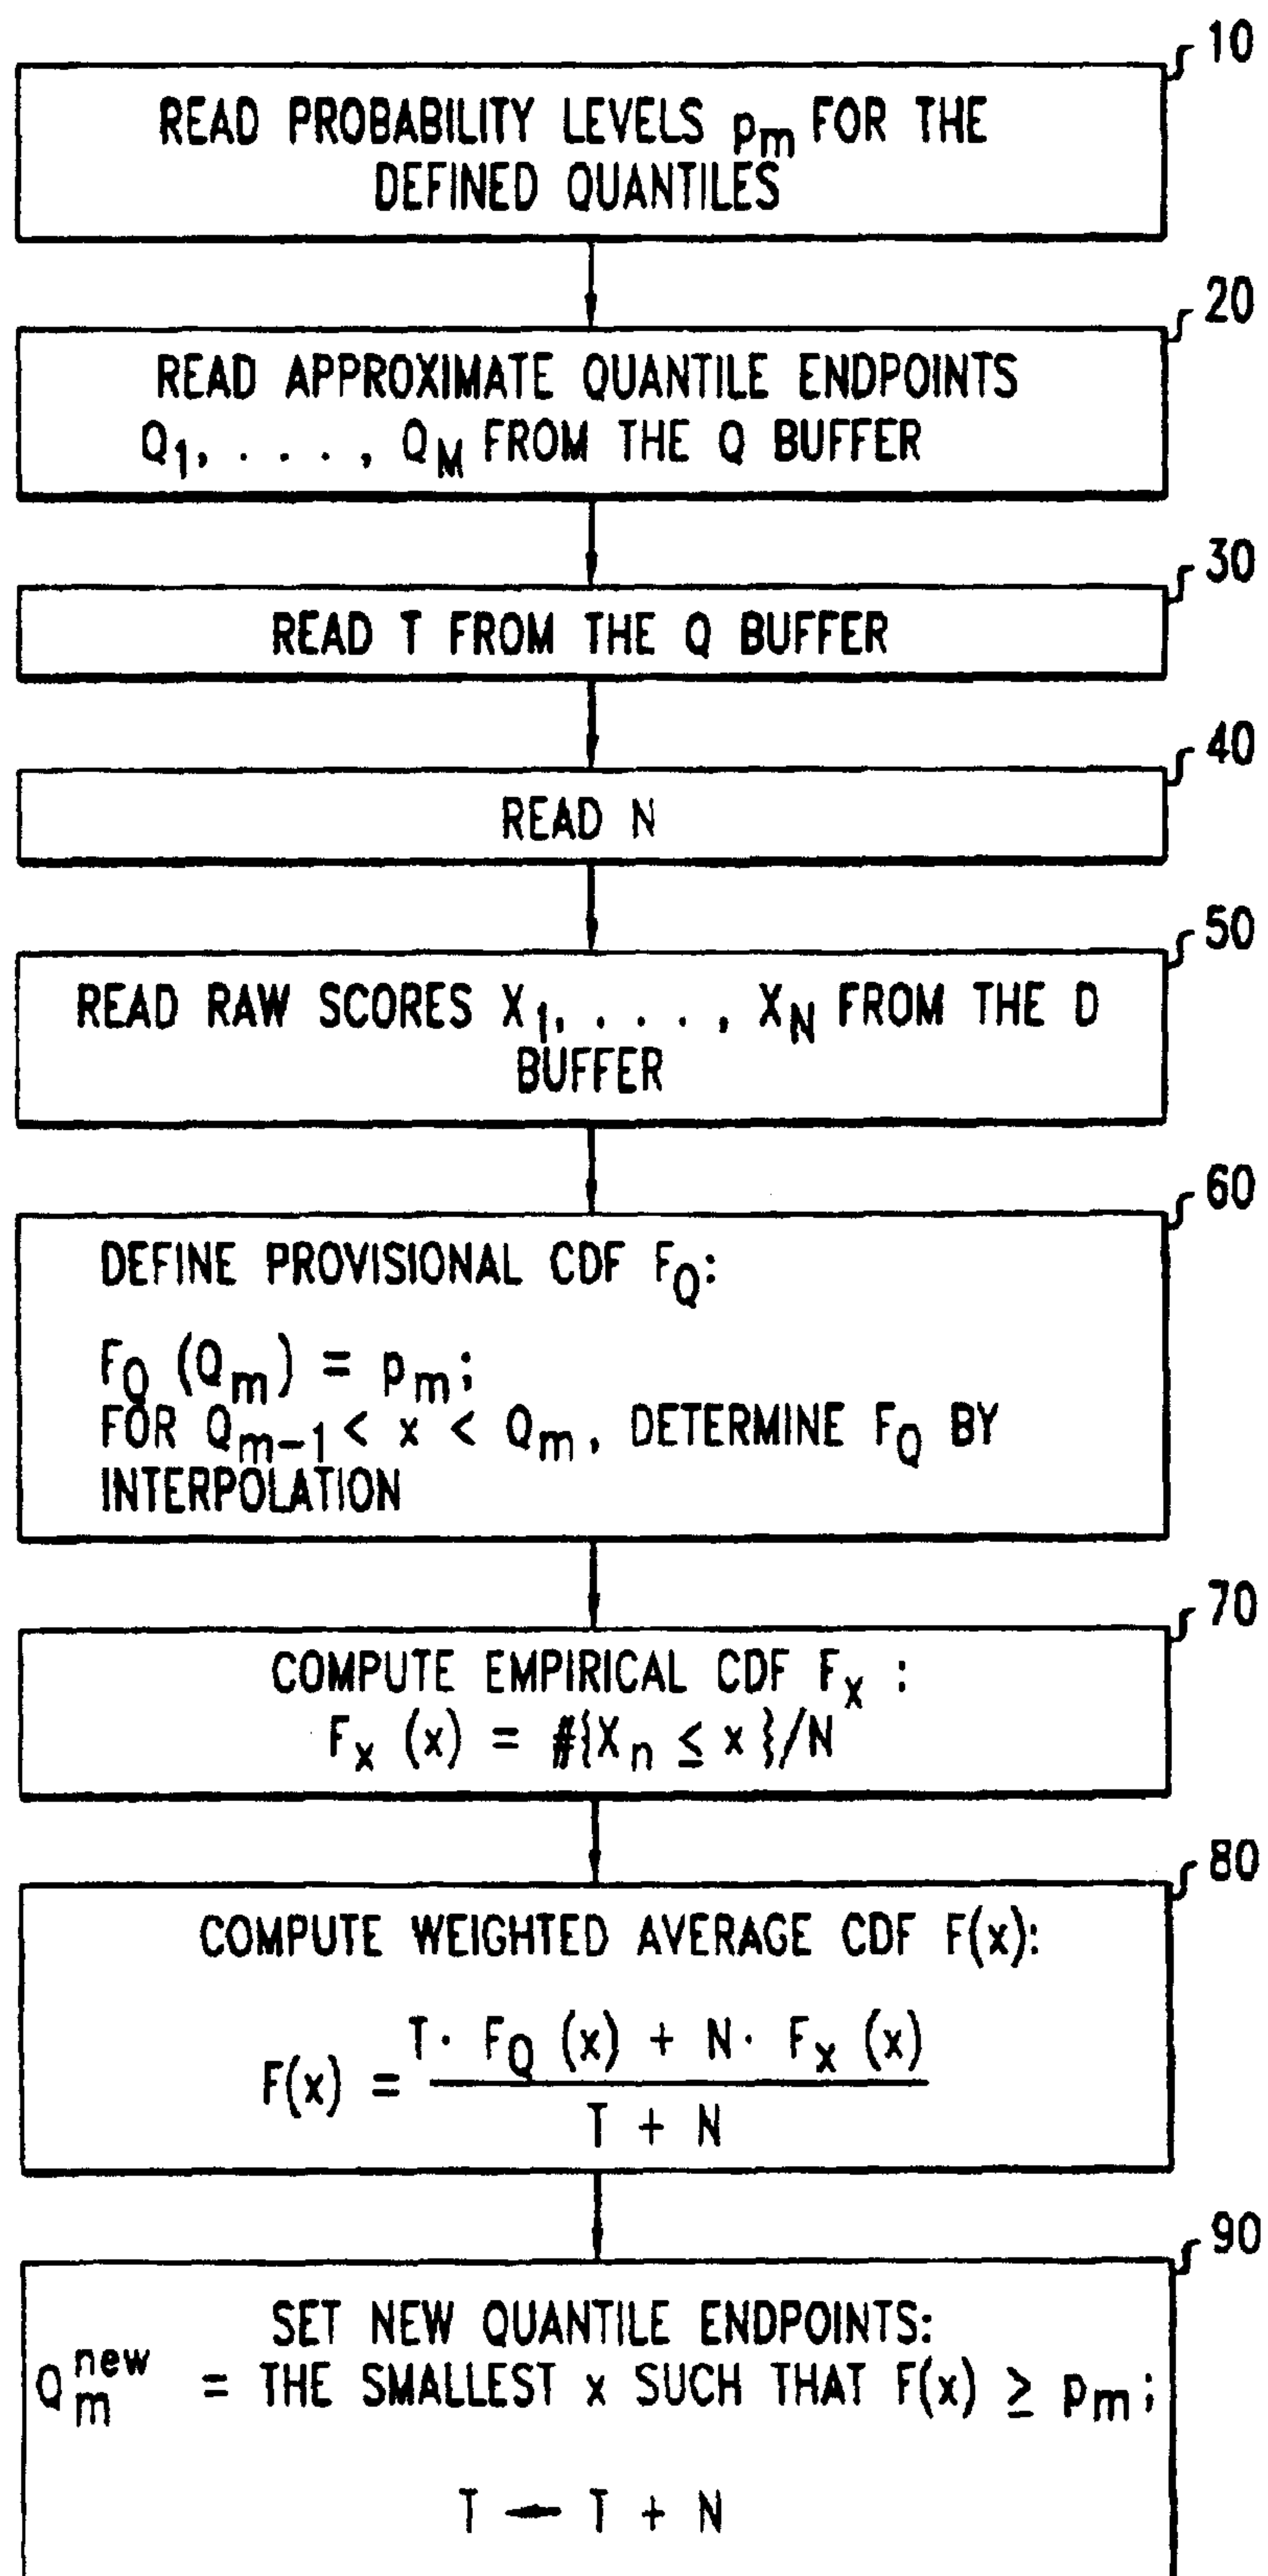 10
READ PROBABILITY LEVELS pm FOR THE
DEFINED QUANTILES
20
READ APPROXIMATE QUANTILE ENDPOINTS
Q1, . . . . , QM FROM THE Q BUFFER
30
READ T FROM THE Q BUFFER
40
READ N
50
READ RAW SCORES X1, . . . . , XN FROM THE D
BUFFER
60
DEFINE PROVISIONAL CDF FQ:
FQ (Qm) = pm;
FOR Qm-1 < x < Qm, DETERMINE FQ BY
INTERPOLATION
70
COMPUTE EMPIRICAL CDF Fx :
Fx (x) = #{Xn ≤ x}/N
80
COMPUTE WEIGHTED AVERAGE CDF F(x):
T· FQ (x) + N· Fx (x)
F(x) =
T + N
90
SET NEW QUANTILE ENDPOINTS:
Qm^new = THE SMALLEST x SUCH THAT F(x) ≥ pm;
T ← T + N